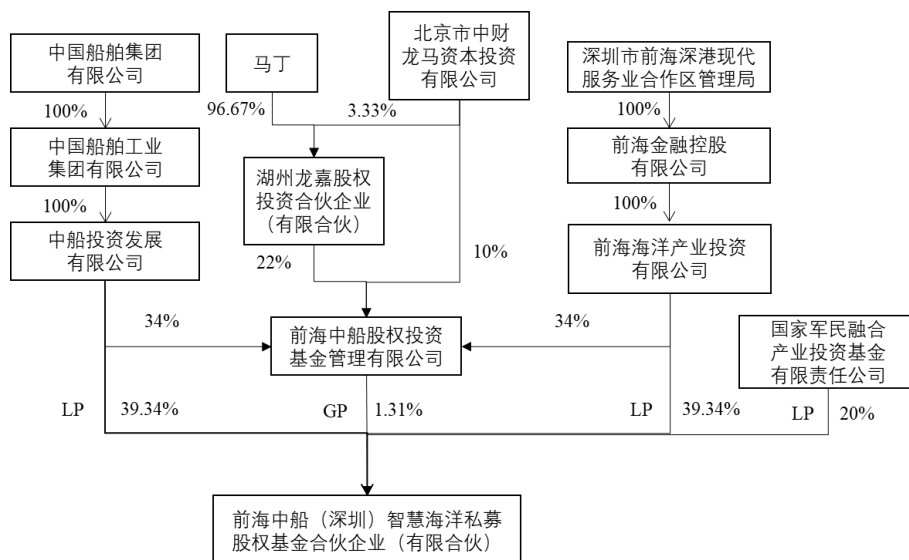 中国船舶集团
有限公司
马丁
北京市中财
龙马资本投资
有限公司
深圳市前海深港现代
服务业合作区管理局
100%
96.67%
3.33%
100%
中国船舶工业
集团有限公司
湖州龙嘉股权
投资合伙企业
（有限合伙）
前海金融控股
有限公司
100%
100%
中船投资发展
有限公司
22%
10%
前海海洋产业投资
有限公司
34%
前海中船股权投资
基金管理有限公司
34%
国家军民融合
产业投资基金
有限责任公司
LP
39.34%
GP
1.31%
LP
39.34%
LP
20%
前海中船（深圳）智慧海洋私募
股权基金合伙企业（有限合伙）